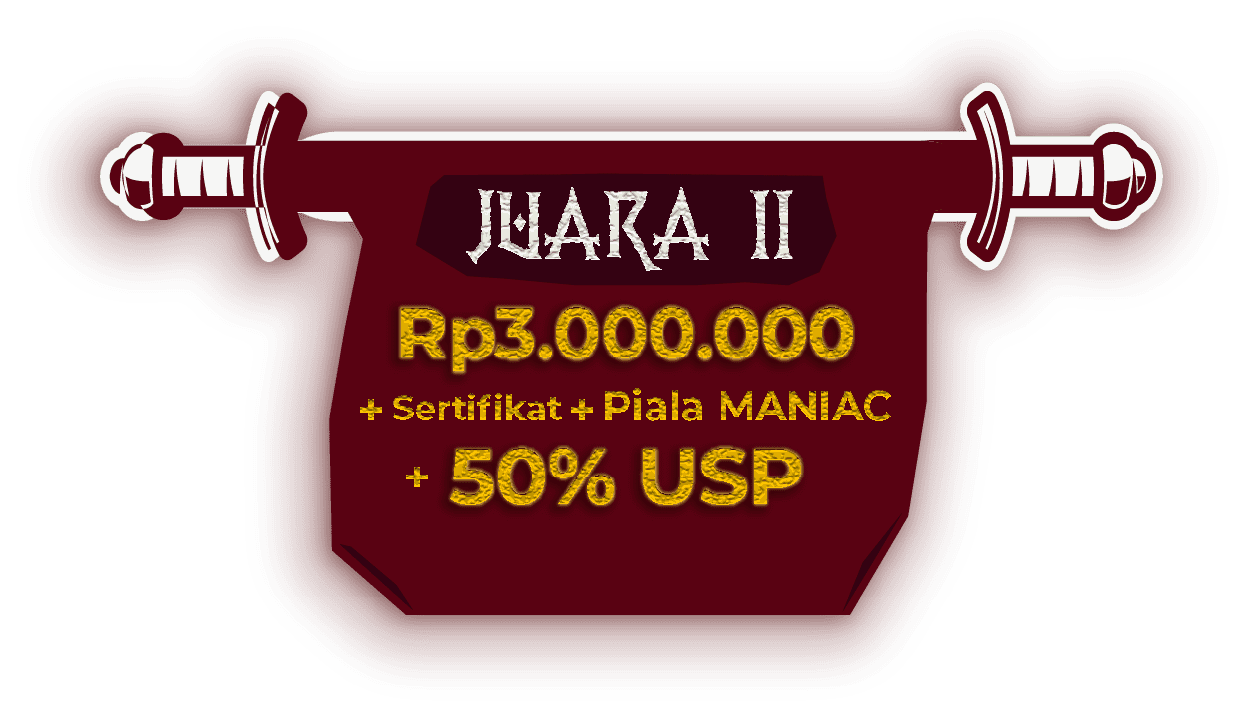 JUARA II
Rp3.000.000
+ Sertifikat + Piala MANIAC
+ 50% USP